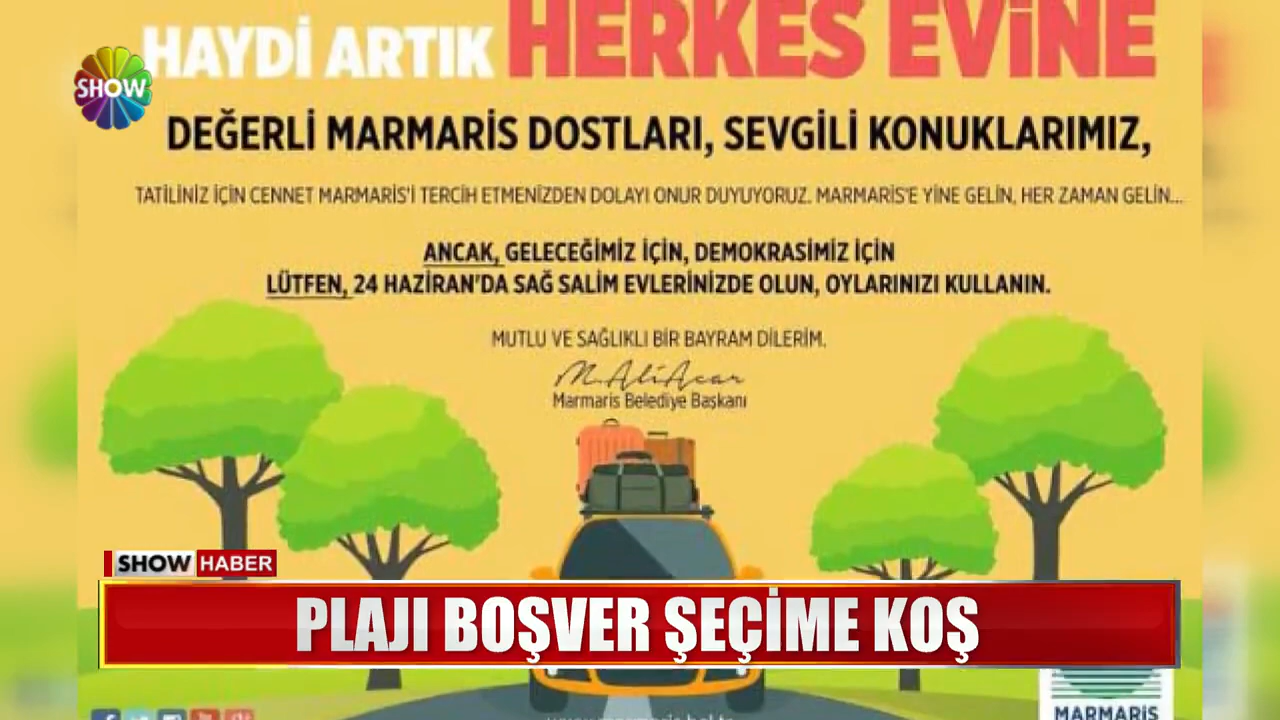 HAYDİ ARTIK HERKES EVİNE
SHOW
DEĞERLİ MARMARİS DOSTLARI, SEVGİLİ KONUKLARIMIZ,
TATİLİNİZ İÇİN CENNET MARMARİS'İ TERCİH ETMENİZDEN DOLAYI ONUR DUYUYORUZ. MARMARİS'E YİNE GELİN, HER ZAMAN GELİN...
ANCAK, GELECEĞİMİZ İÇİN, DEMOKRASİMİZ İÇİN
LÜTFEN, 24 HAZİRAN'DA SAĞ SALİM EVLERİNİZDE OLUN, OYLARINIZI KULLANIN.
MUTLU VE SAĞLIKLI BİR BAYRAM DİLERİM.
M.AliAcar
Marmaris Belediye Başkanı
SHOW HABER
PLAJI BOŞVER ŞEÇİME KOŞ
MARMARİS